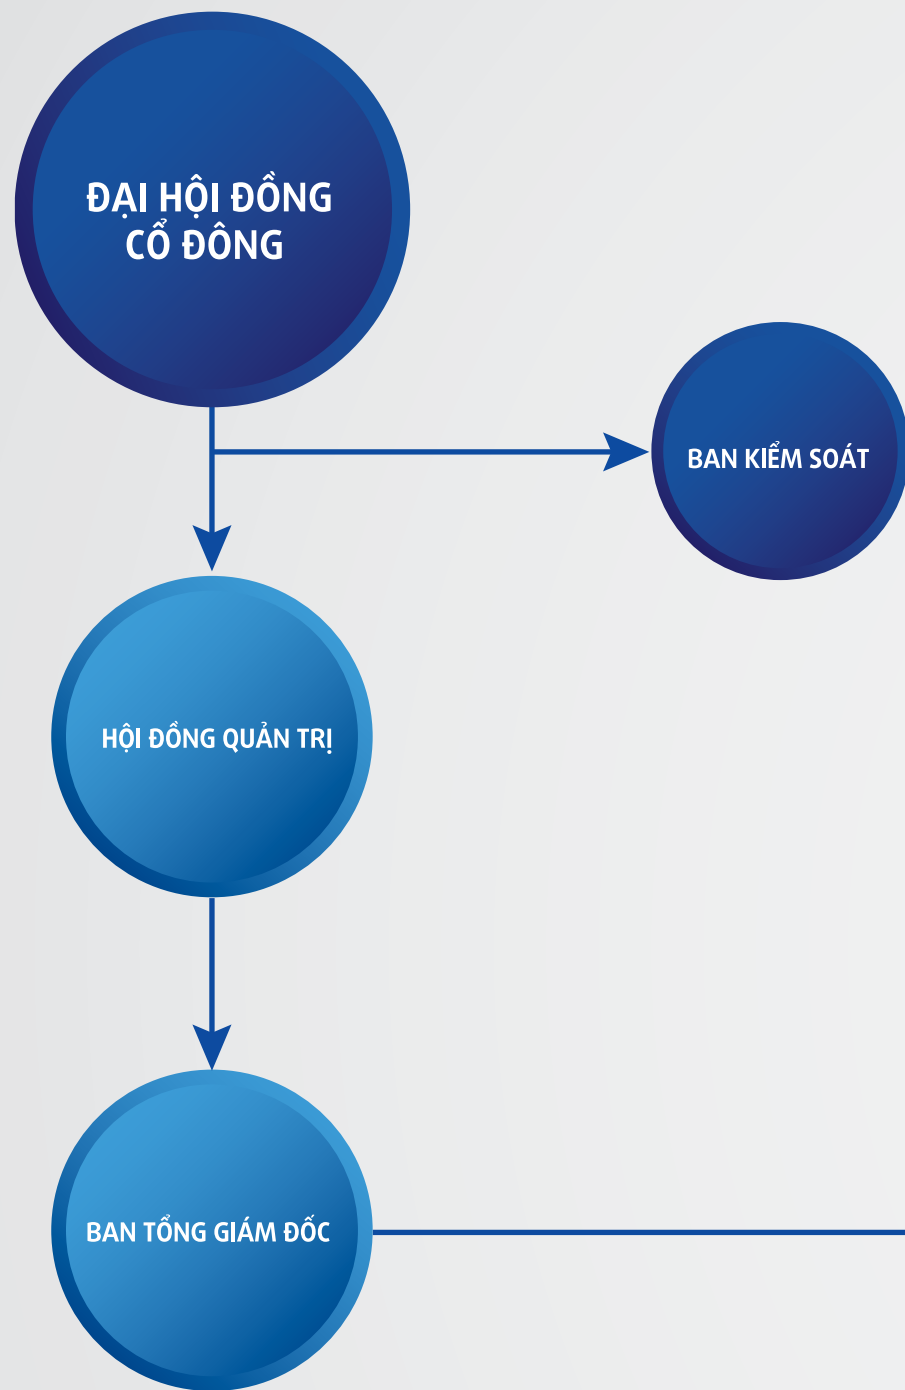 ĐẠI HỘI ĐỒNG
CỔ ĐÔNG
BAN KIỂM SOÁT
HỘI ĐỒNG QUẢN TRỊ
BAN TỔNG GIÁM ĐỐC